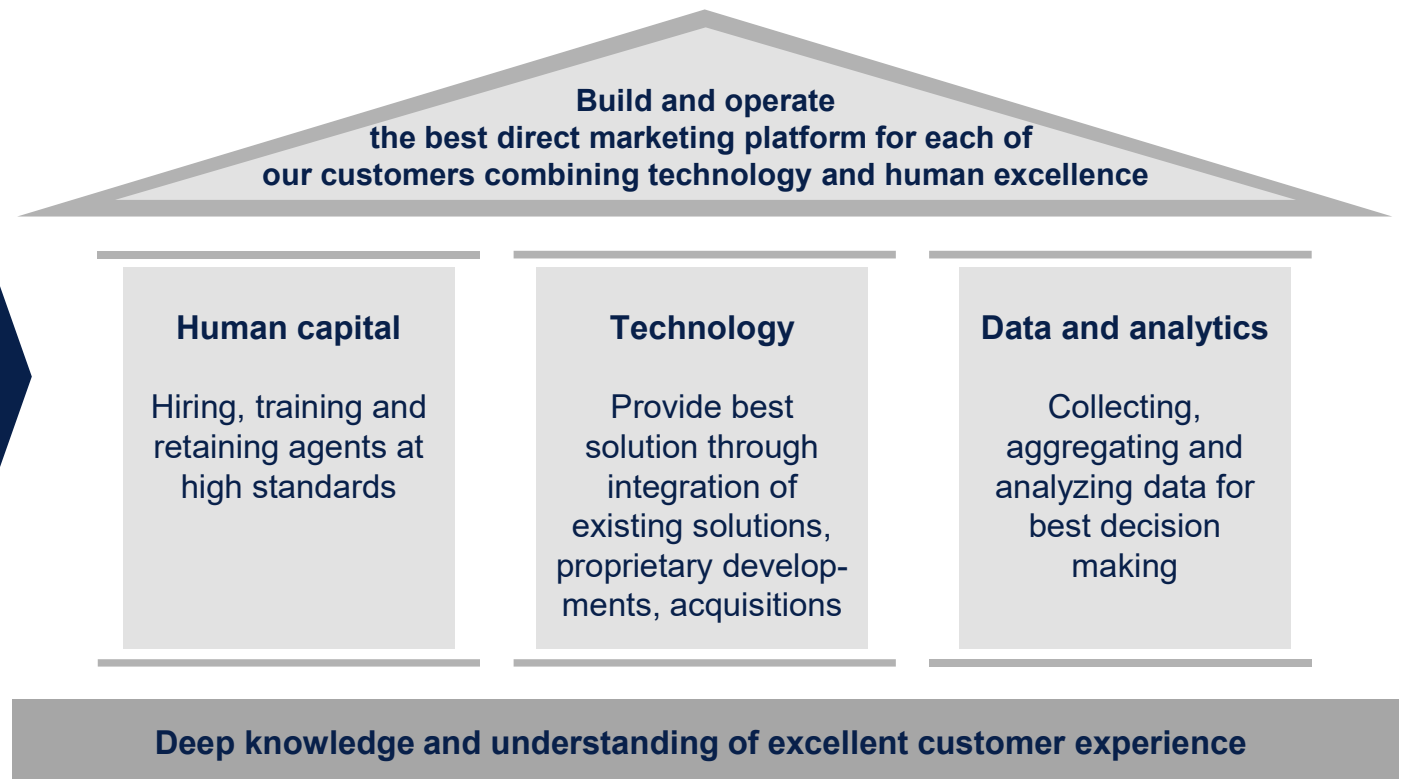 Build and operate
the best direct marketing platform for each of
our customers combining technology and human excellence
Human capital
Hiring, training and
retaining agents at
high standards
Technology
Provide best
solution through
integration of
existing solutions,
proprietary develop-
ments, acquisitions
Data and analytics
Collecting,
aggregating and
analyzing data for
best decision
making
Deep knowledge and understanding of excellent customer experience